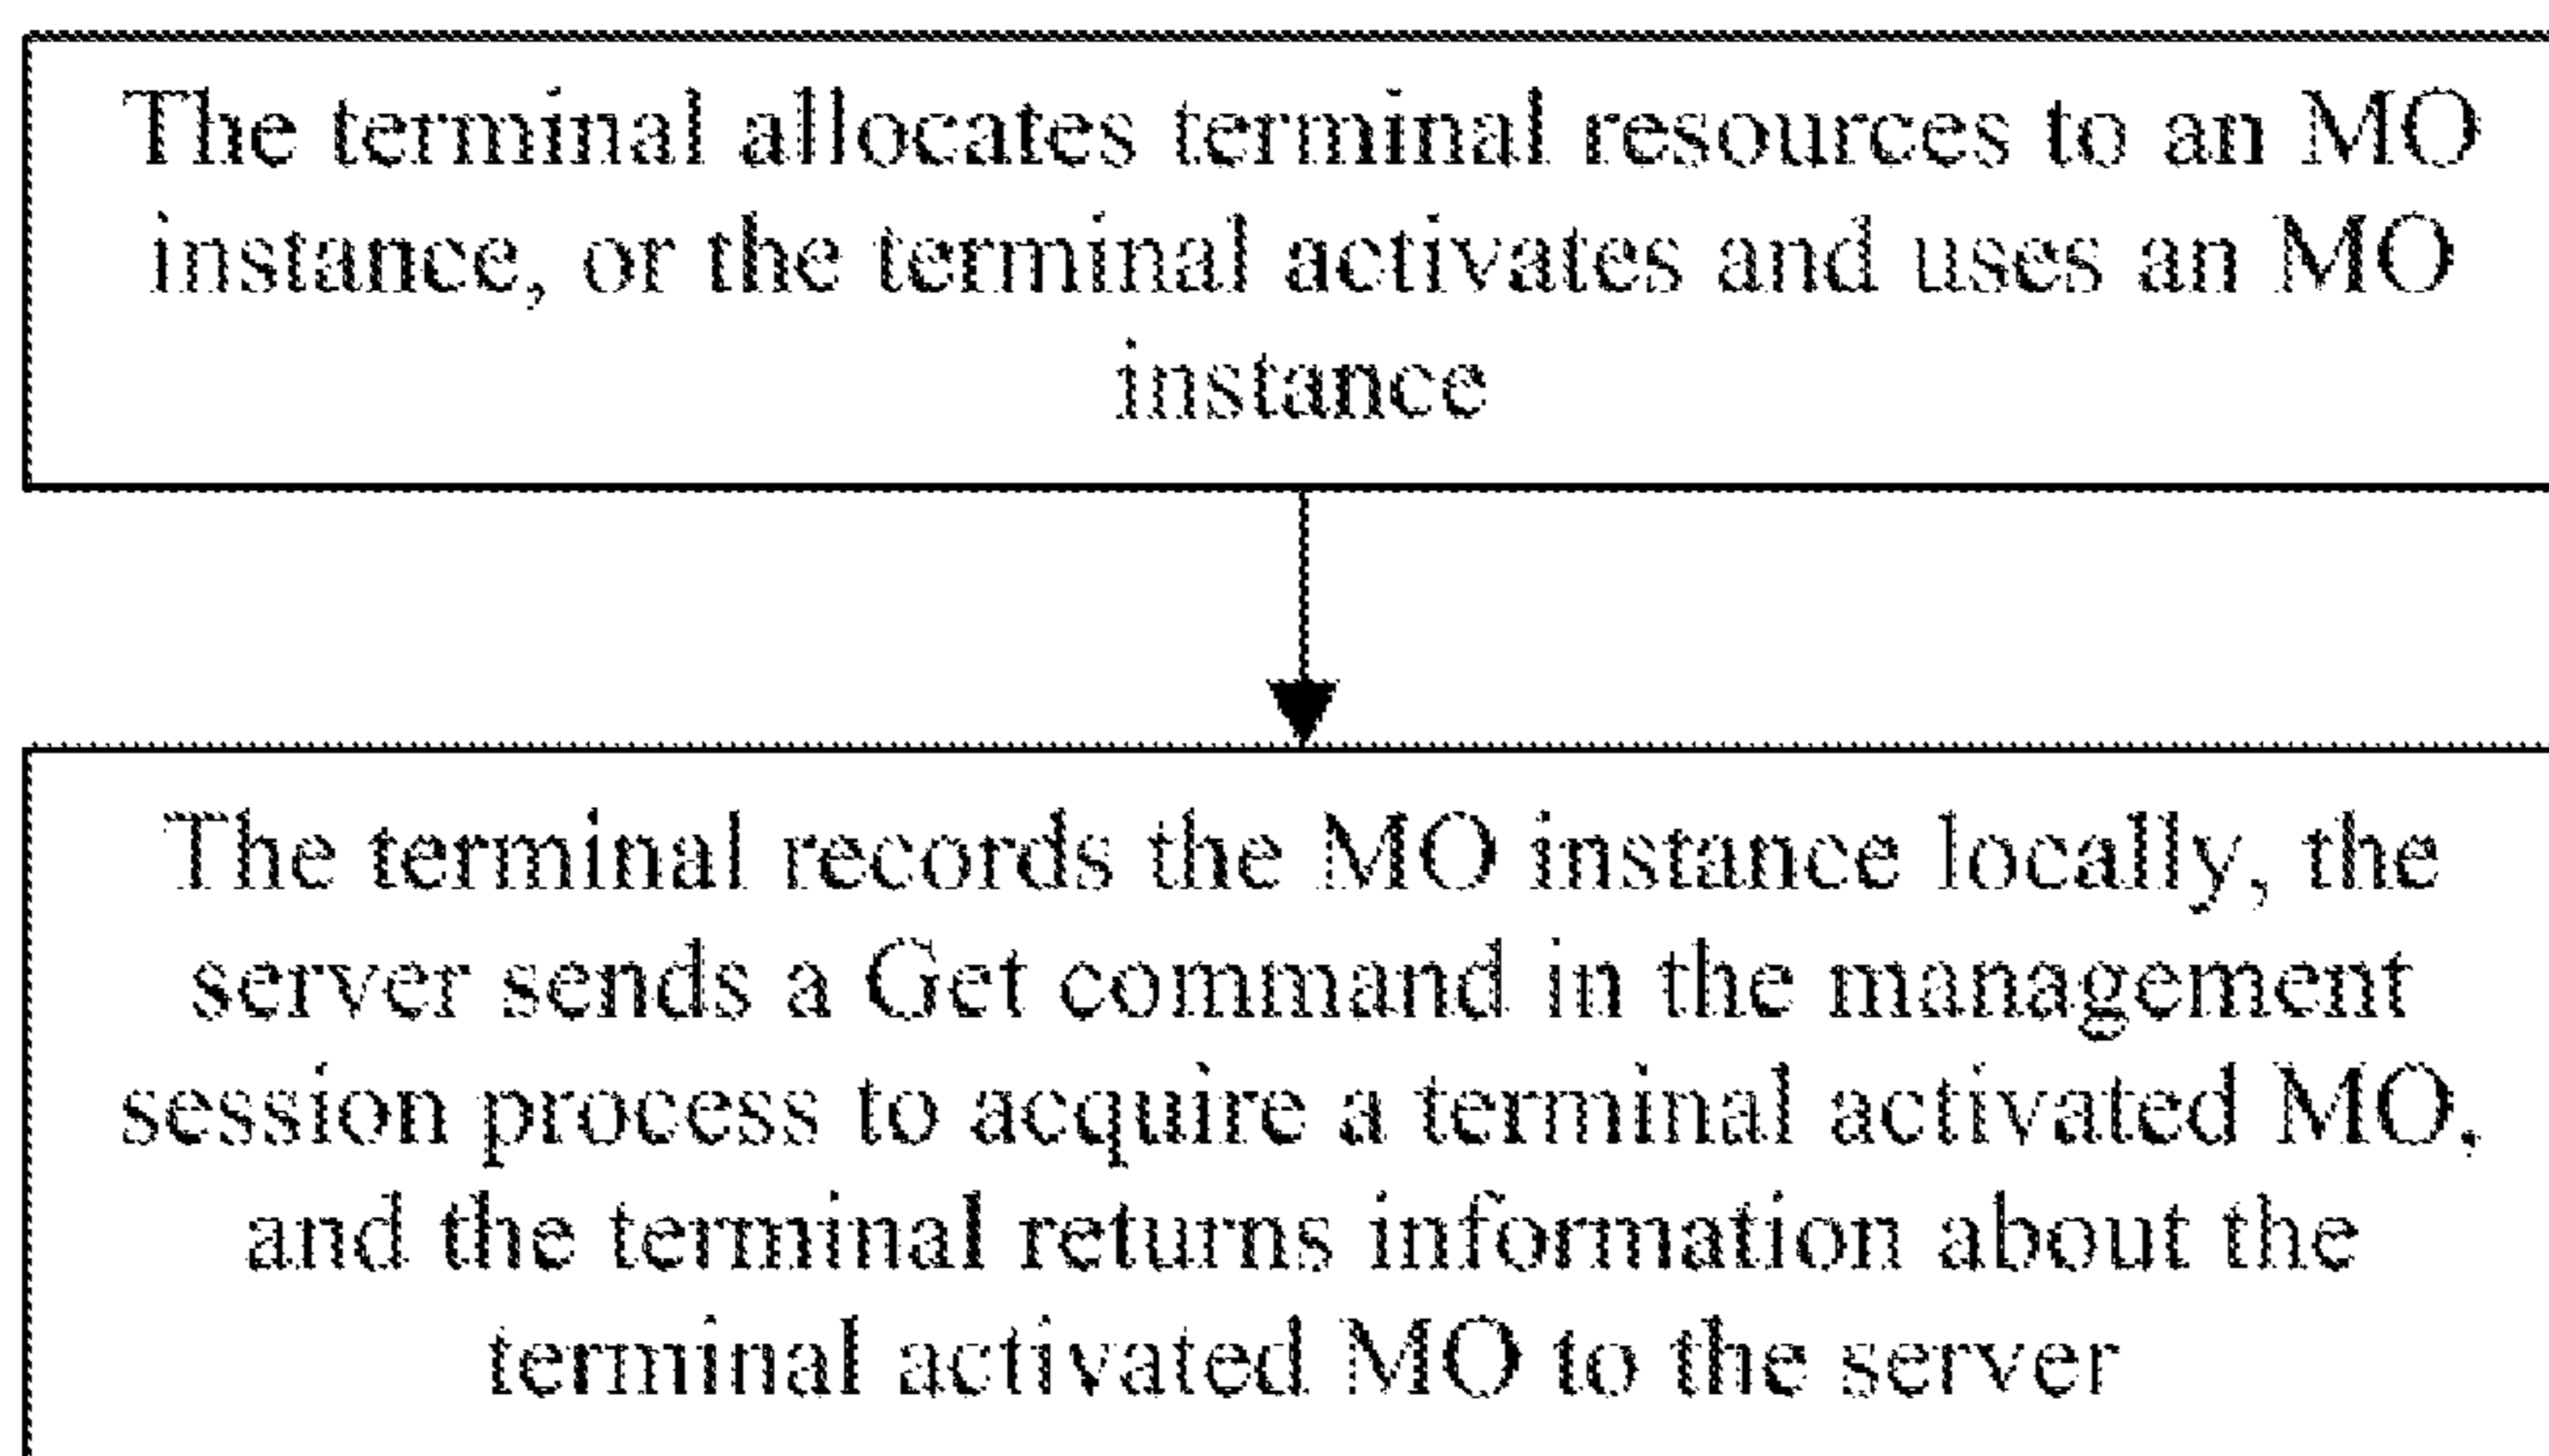 The terminal allocates terminal resources to an MO
instance, or the terminal activates and uses an MO
instance
The terminal records the MO instance locally, the
server sends a Get command in the management
session process to acquire a terminal activated MO,
and the terminal returns information about the
terminal activated MO to the server